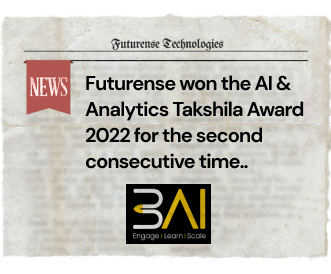 Futurense Technologies
NEWS
Futurense won the AI &
Analytics Takshila Award
2022 for the second
consecutive time..
3AI
Engage | Learn | Scale